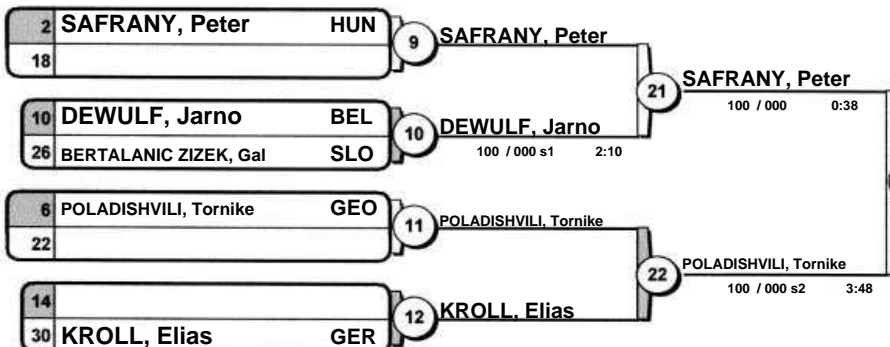 2 SAFRANY, Peter HUN
18
9
SAFRANY, Peter
10 DEWULF, Jarno BEL
26 BERTALANIC ZIZEK, Gal SLO
10
DEWULF, Jarno
100 / 000 s1 2:10
21
SAFRANY, Peter
100 / 000 0:38
6 POLADISHVILI, Tornike GEO
22
11
POLADISHVILI, Tornike
14
30 KROLL, Elias GER
12
KROLL, Elias
22
POLADISHVILI, Tornike
100 / 000 s2 3:48